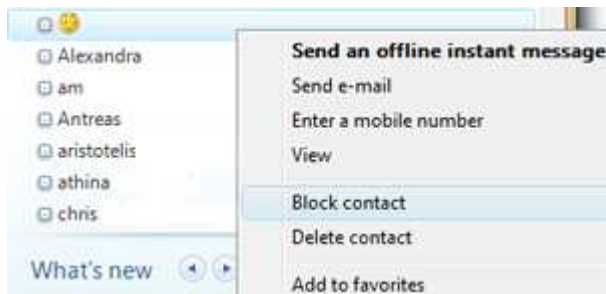 Alexandra
am
Antreas
aristotelis
athina
chris
What's new
Send an offline instant message
Send e-mail
Enter a mobile number
View
Block contact
Delete contact
Add to favorites